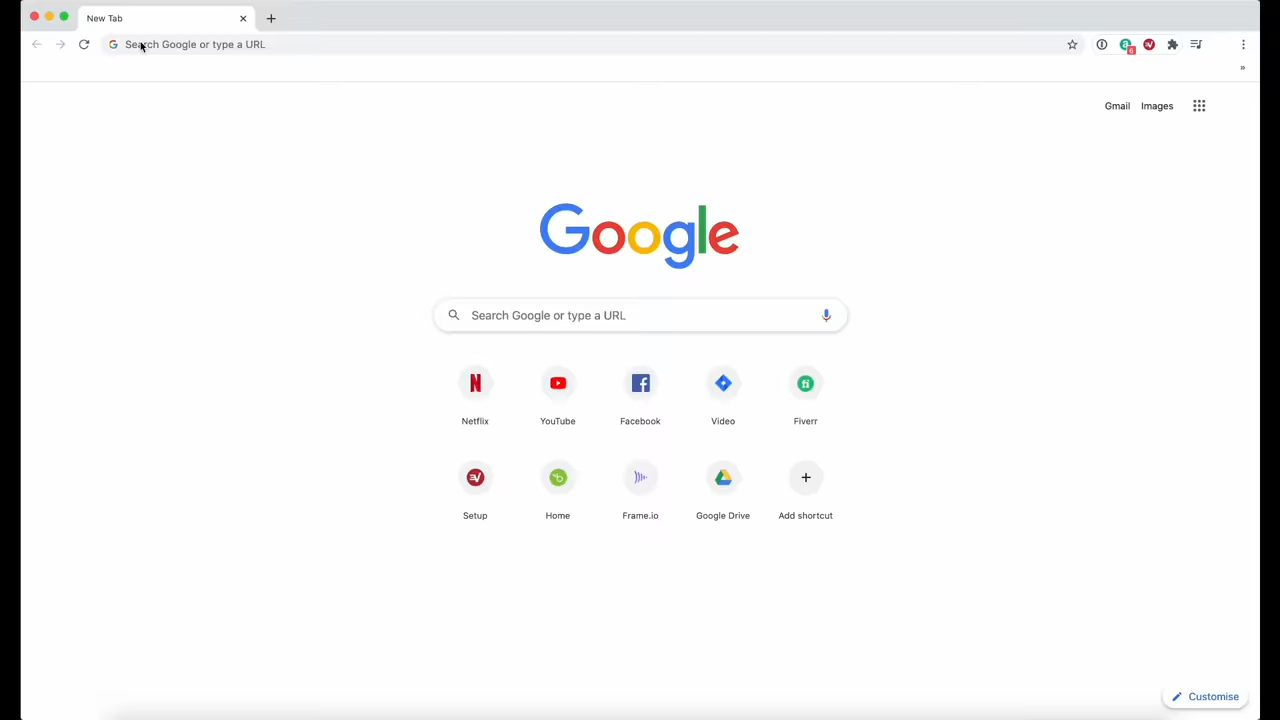 New Tab
Search Google or type a URL
Gmail Images
Google
Search Google or type a URL
Netflix YouTube Facebook Video Fiverr
Setup Home Frame.io Google Drive Add shortcut
Customise